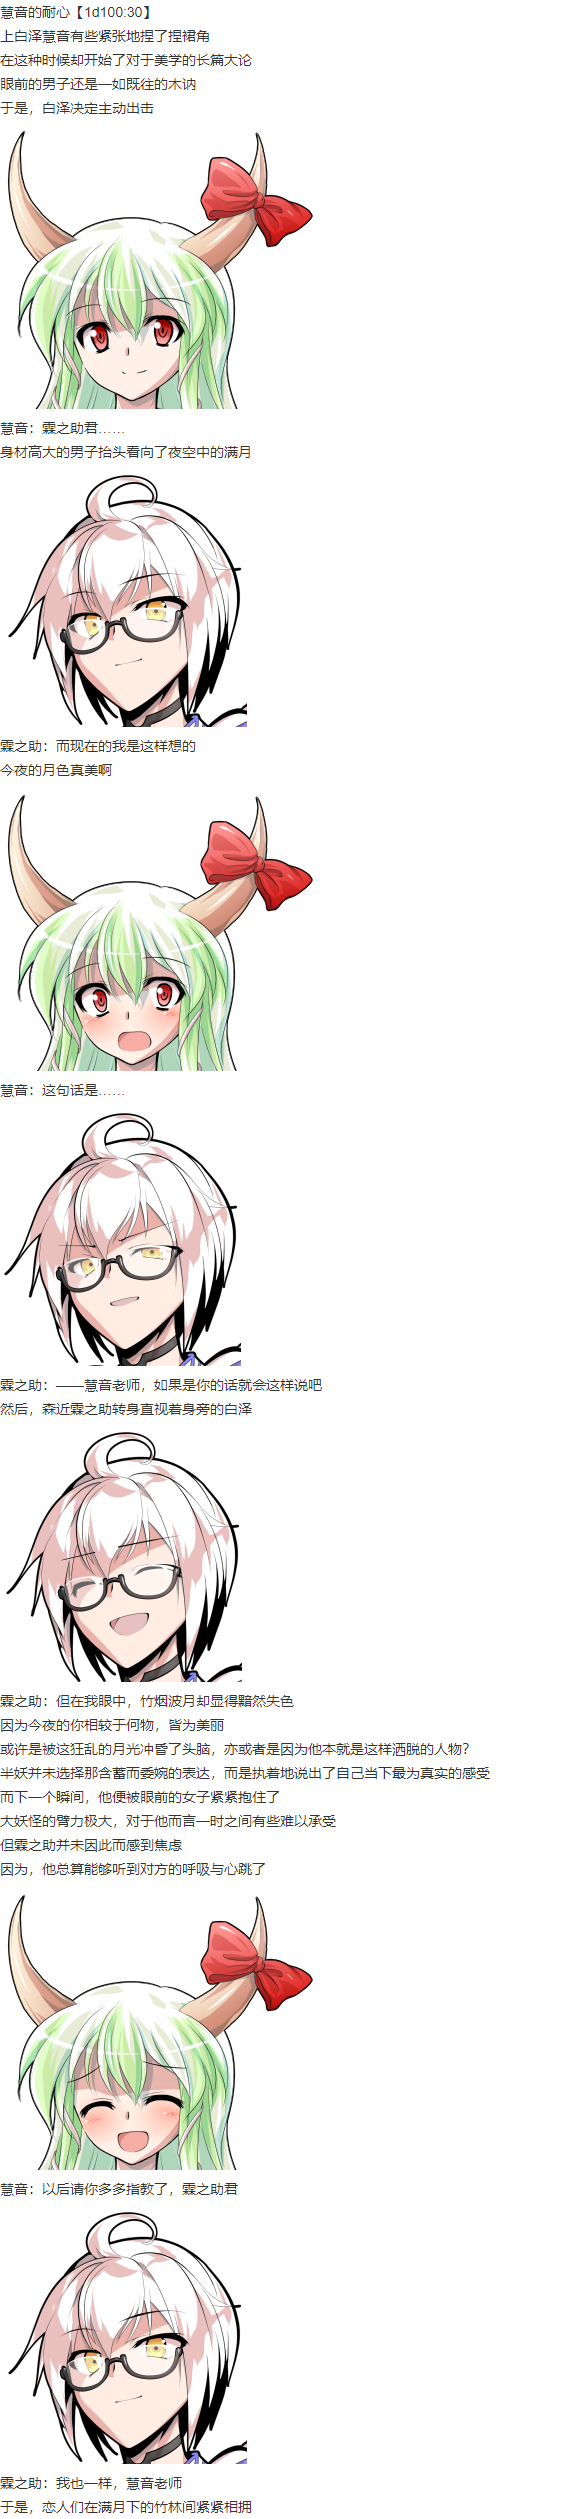 慧音的耐心【1d100:30】
上白泽慧音有些紧张地捏了捏裙角
在这种时候却开始了对于美学的长篇大论
眼前的男子还是一如既往的木讷
于是，白泽决定主动出击
慧音：霖之助君……
身材高大的男子抬头看向了夜空中的满月
霖之助：而现在的我是这样想的
今夜的月色真美啊
慧音：这句话是……
霖之助：——慧音老师，如果是你的话就会这样说吧
然后，森近霖之助转身直视着身旁的白泽
霖之助：但在我眼中，竹烟波月却显得黯然失色
因为今夜的你相较于何物，皆为美丽
或许是被这狂乱的月光冲昏了头脑，亦或者是因为他本就是这样洒脱的人物？
半妖并未选择那含蓄而委婉的表达，而是执着地说出了自己当下最为真实的感受
而下一个瞬间，他便被眼前的女子紧紧抱住了
大妖怪的臂力极大，对于他而言一时之间有些难以承受
但霖之助并未因此而感到焦虑
因为，他总算能够听到对方的呼吸与心跳了
慧音：以后请你多多指教了，霖之助君
霖之助：我也一样，慧音老师
于是，恋人们在满月下的竹林间紧紧相拥